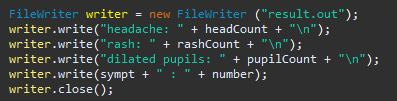 FileWriter writer = new FileWriter ("result.out");
writer.write("headache: " + headCount + "\n");
writer.write("rash: " + rashCount + "\n");
writer.write("dilated pupils: " + pupilCount + "\n");
writer.write(sympt + " : " + number);
writer.close();